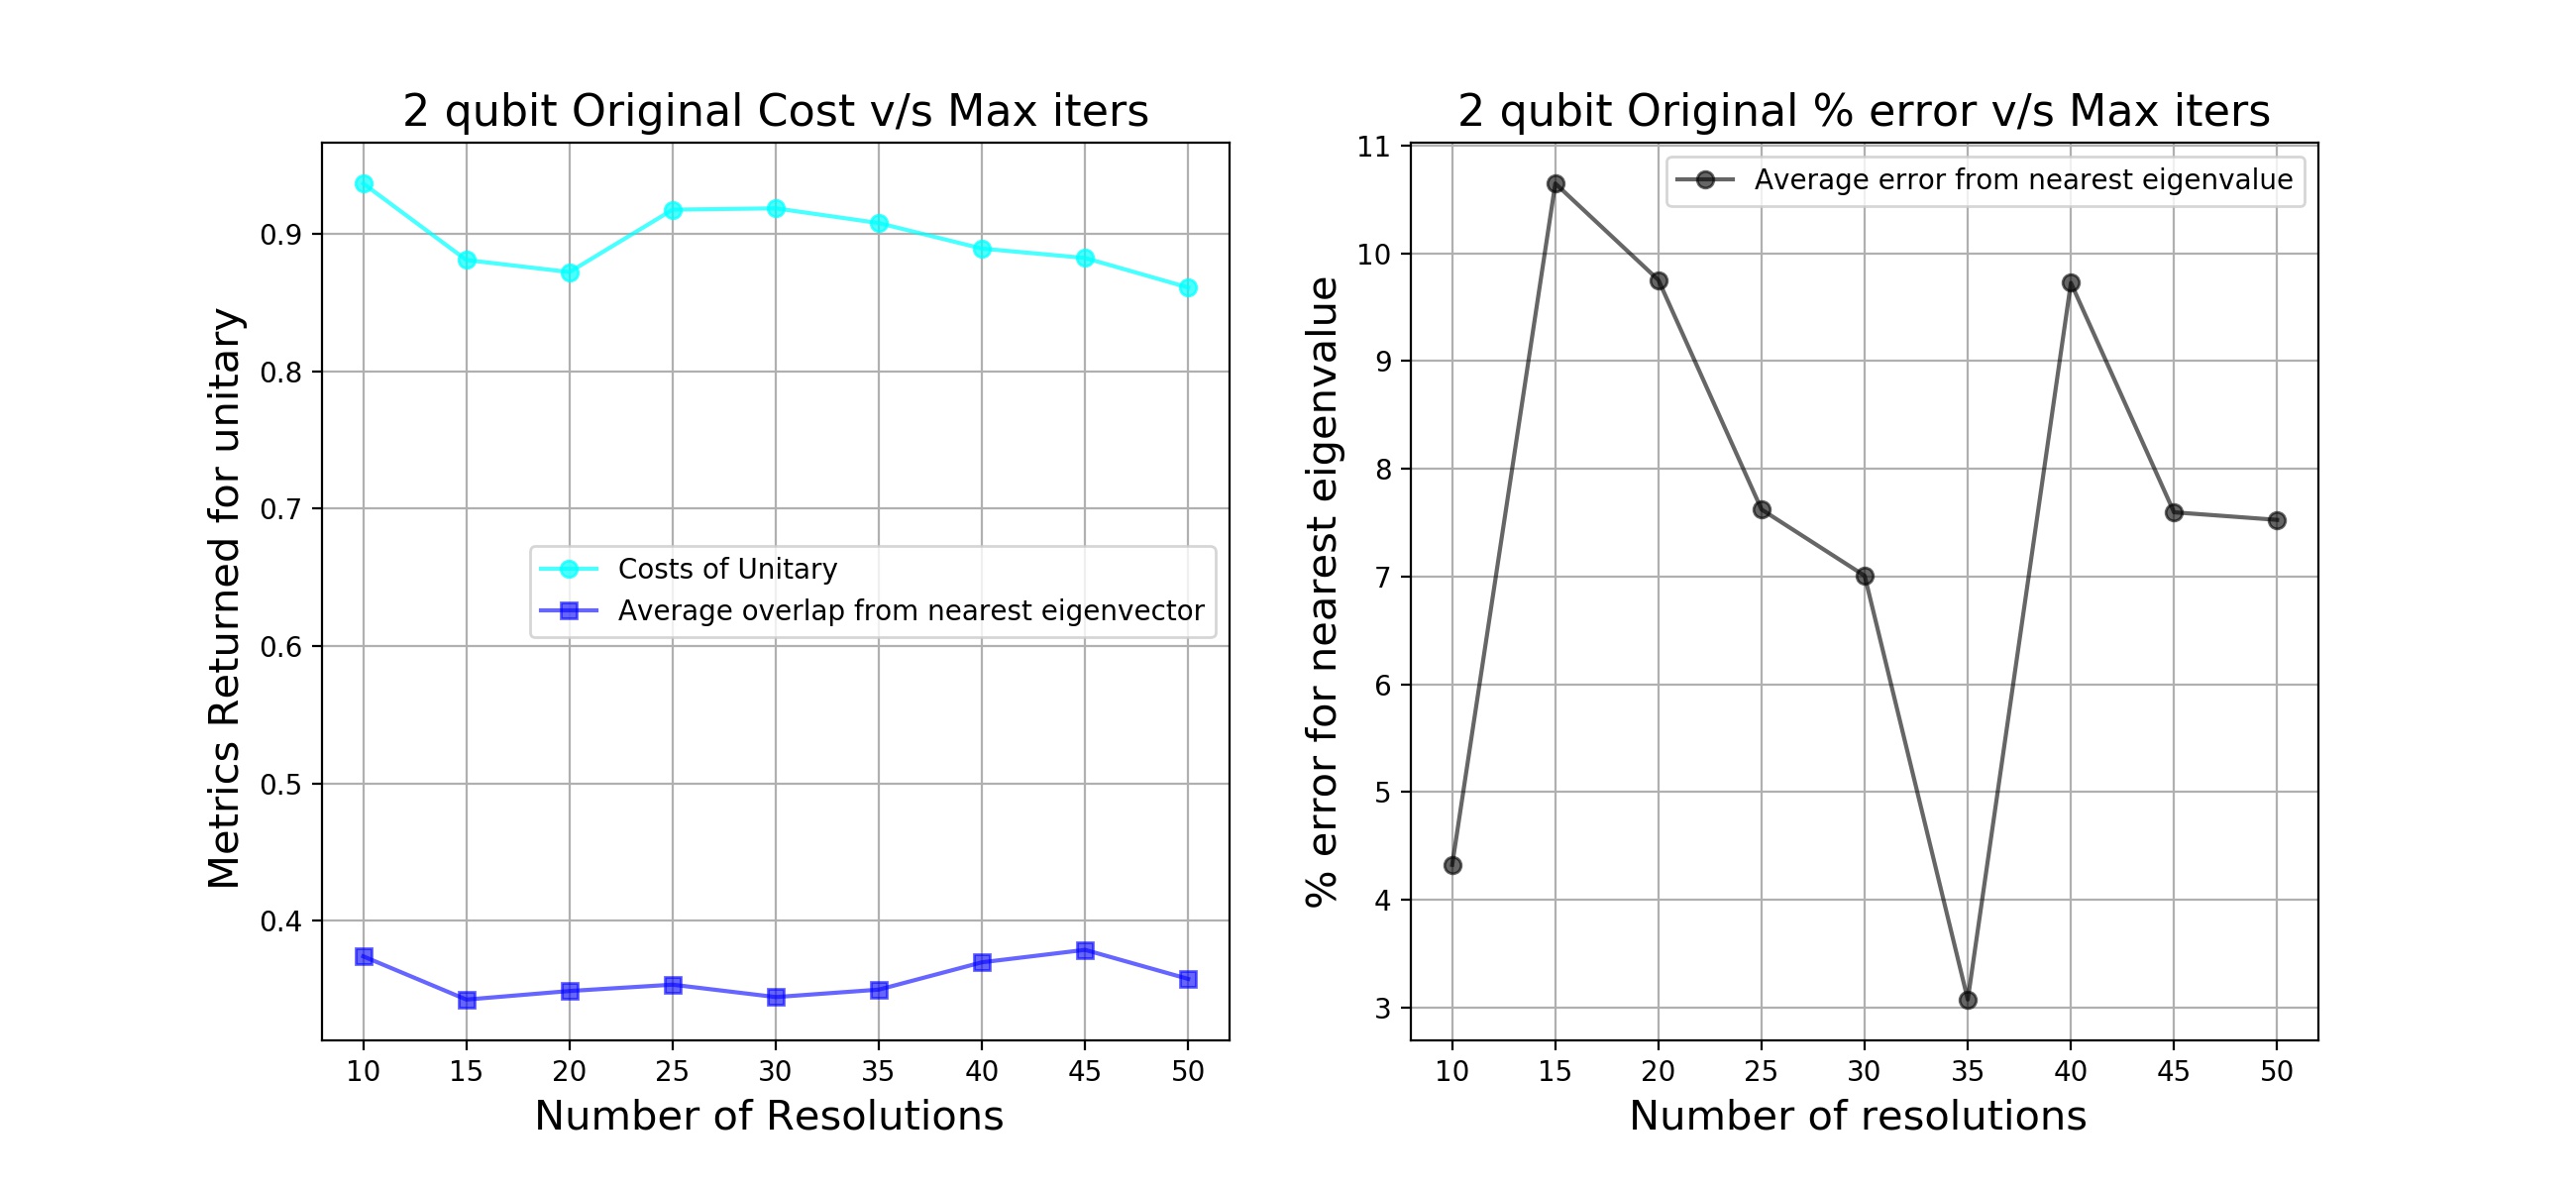 2 qubit Original Cost v/s Max iters
Metrics Returned for unitary
0.9
0.8
0.7
0.6
0.5
0.4
Costs of Unitary
Average overlap from nearest eigenvector
10 15 20 25 30 35 40 45 50
Number of Resolutions
2 qubit Original % error v/s Max iters
% error for nearest eigenvalue
11
10
9
8
7
6
5
4
3
Average error from nearest eigenvalue
10 15 20 25 30 35 40 45 50
Number of resolutions